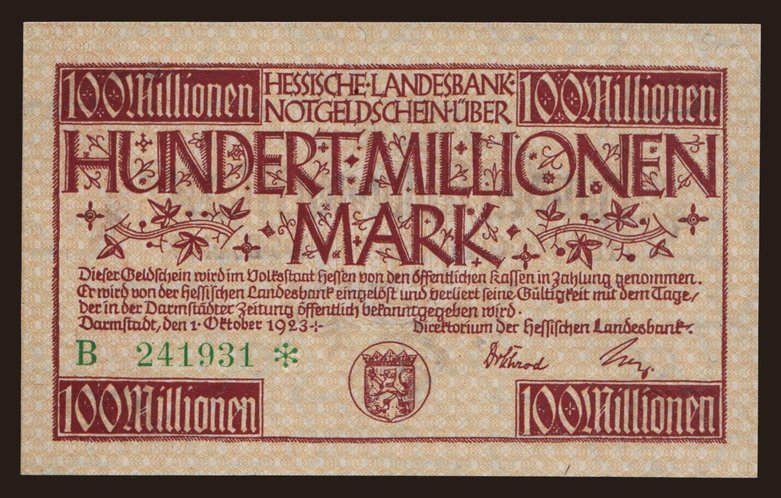 100 Millionen
HESSISCHE·LANDESBANK·
NOTGELDSCHEIN·ÜBER
100 Millionen
HUNDERT·MILLIONEN
MARK
Dieser Geldschein wird im Volksstaat Hessen von den öffentlichen Kassen in Zahlung genommen.
Er wird von der Hessischen Landesbank eingelöst und verliert seine Gültigkeit mit dem Tage,
der in der Darmstädter Zeitung öffentlich bekanntgegeben wird.
Darmstadt, den 1·Oktober 1923·
Direktorium der Hessischen Landesbank·
B 241931 *
100 Millionen
100 Millionen